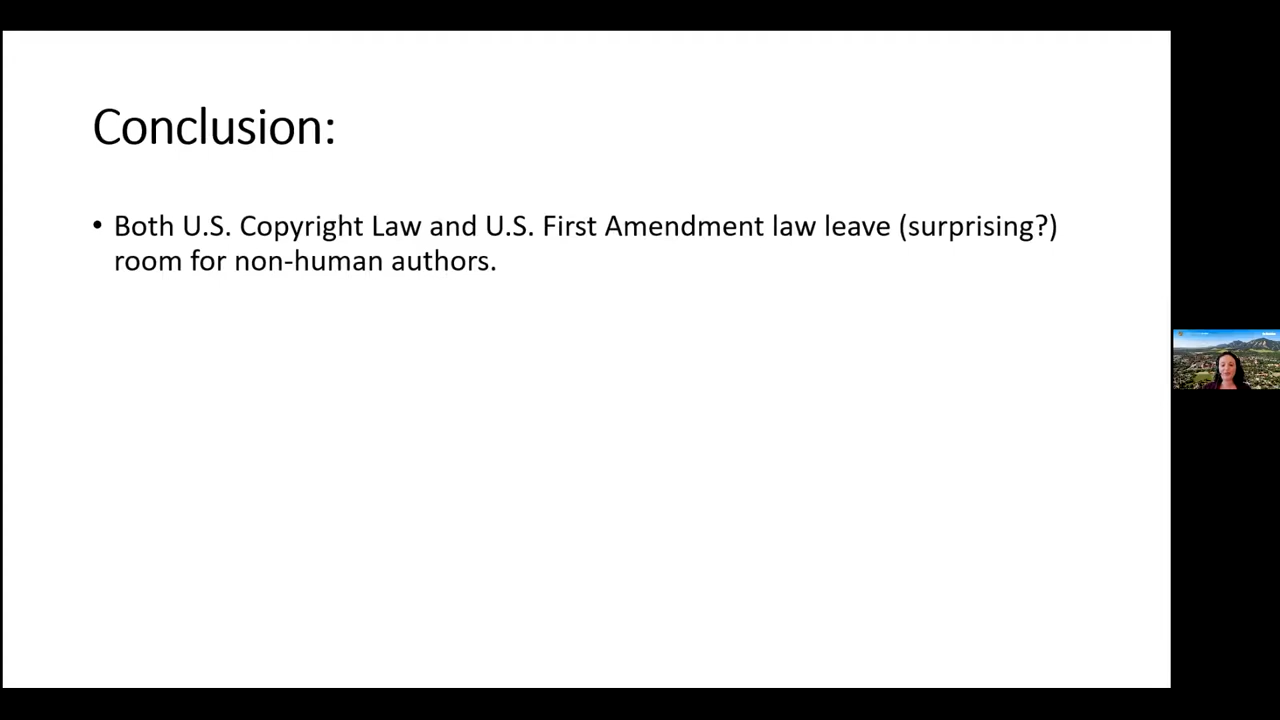 Conclusion:
• Both U.S. Copyright Law and U.S. First Amendment law leave (surprising?)
room for non-human authors.